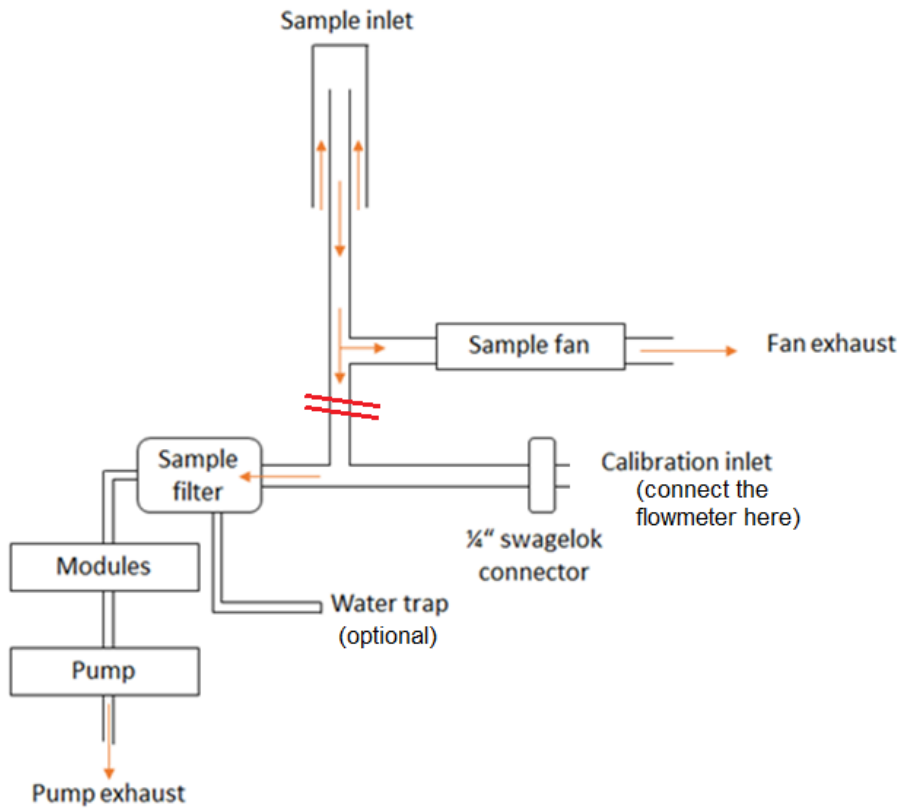 Sample inlet
Sample fan
Fan exhaust
Sample
filter
Calibration inlet
(connect the
flowmeter here)
¼“ swagelok
connector
Modules
Water trap
(optional)
Pump
Pump exhaust